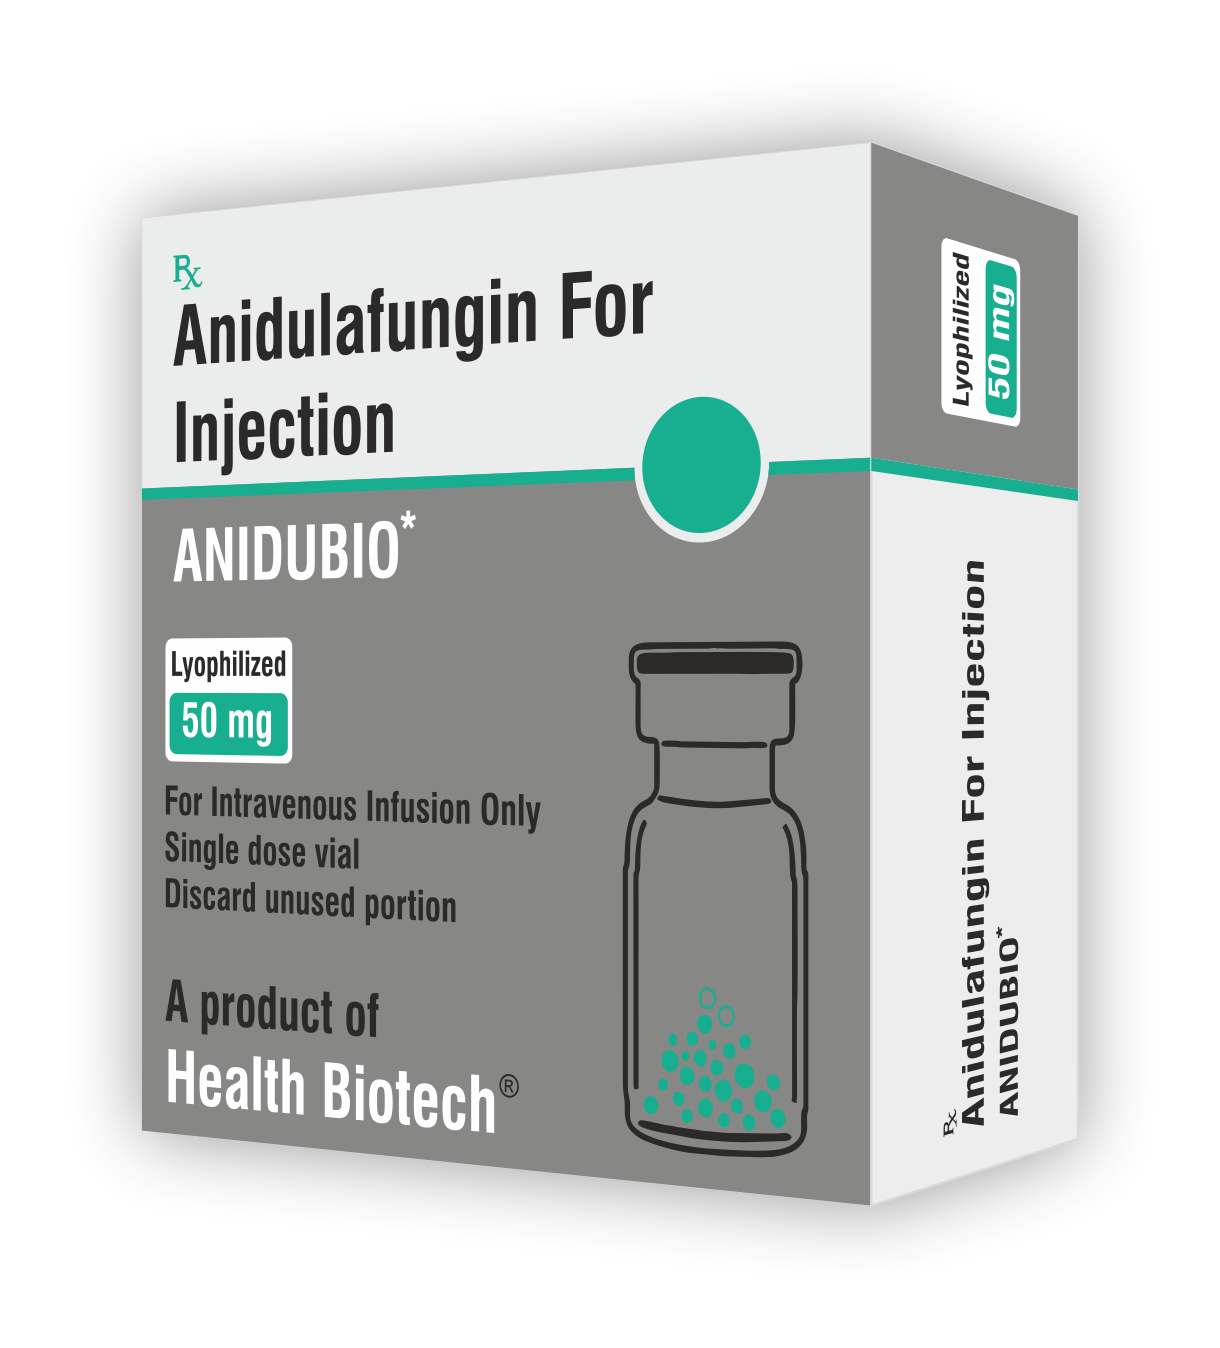 Rx
Anidulafungin For
Injection
ANIDUBIO*
Lyophilized
50 mg
For Intravenous Infusion Only
Single dose vial
Discard unused portion
A product of
Health Biotech®
Lyophilized
50 mg
Rx
Anidulafungin For Injection
ANIDUBIO*